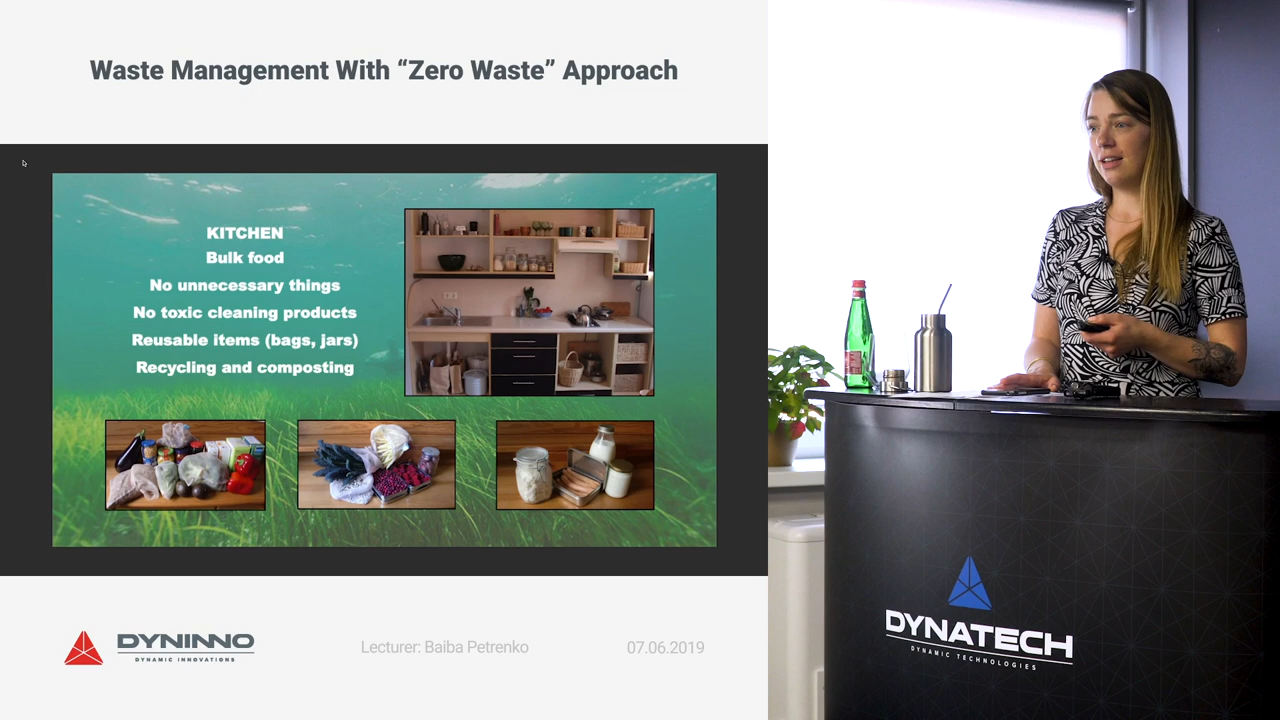 Waste Management With “Zero Waste” Approach
KITCHEN
Bulk food
No unnecessary things
No toxic cleaning products
Reusable items (bags, jars)
Recycling and composting
DYNINNO
DYNAMIC INNOVATIONS
Lecturer: Baiba Petrenko
07.06.2019
DYNATECH
DYNAMIC TECHNOLOGIES